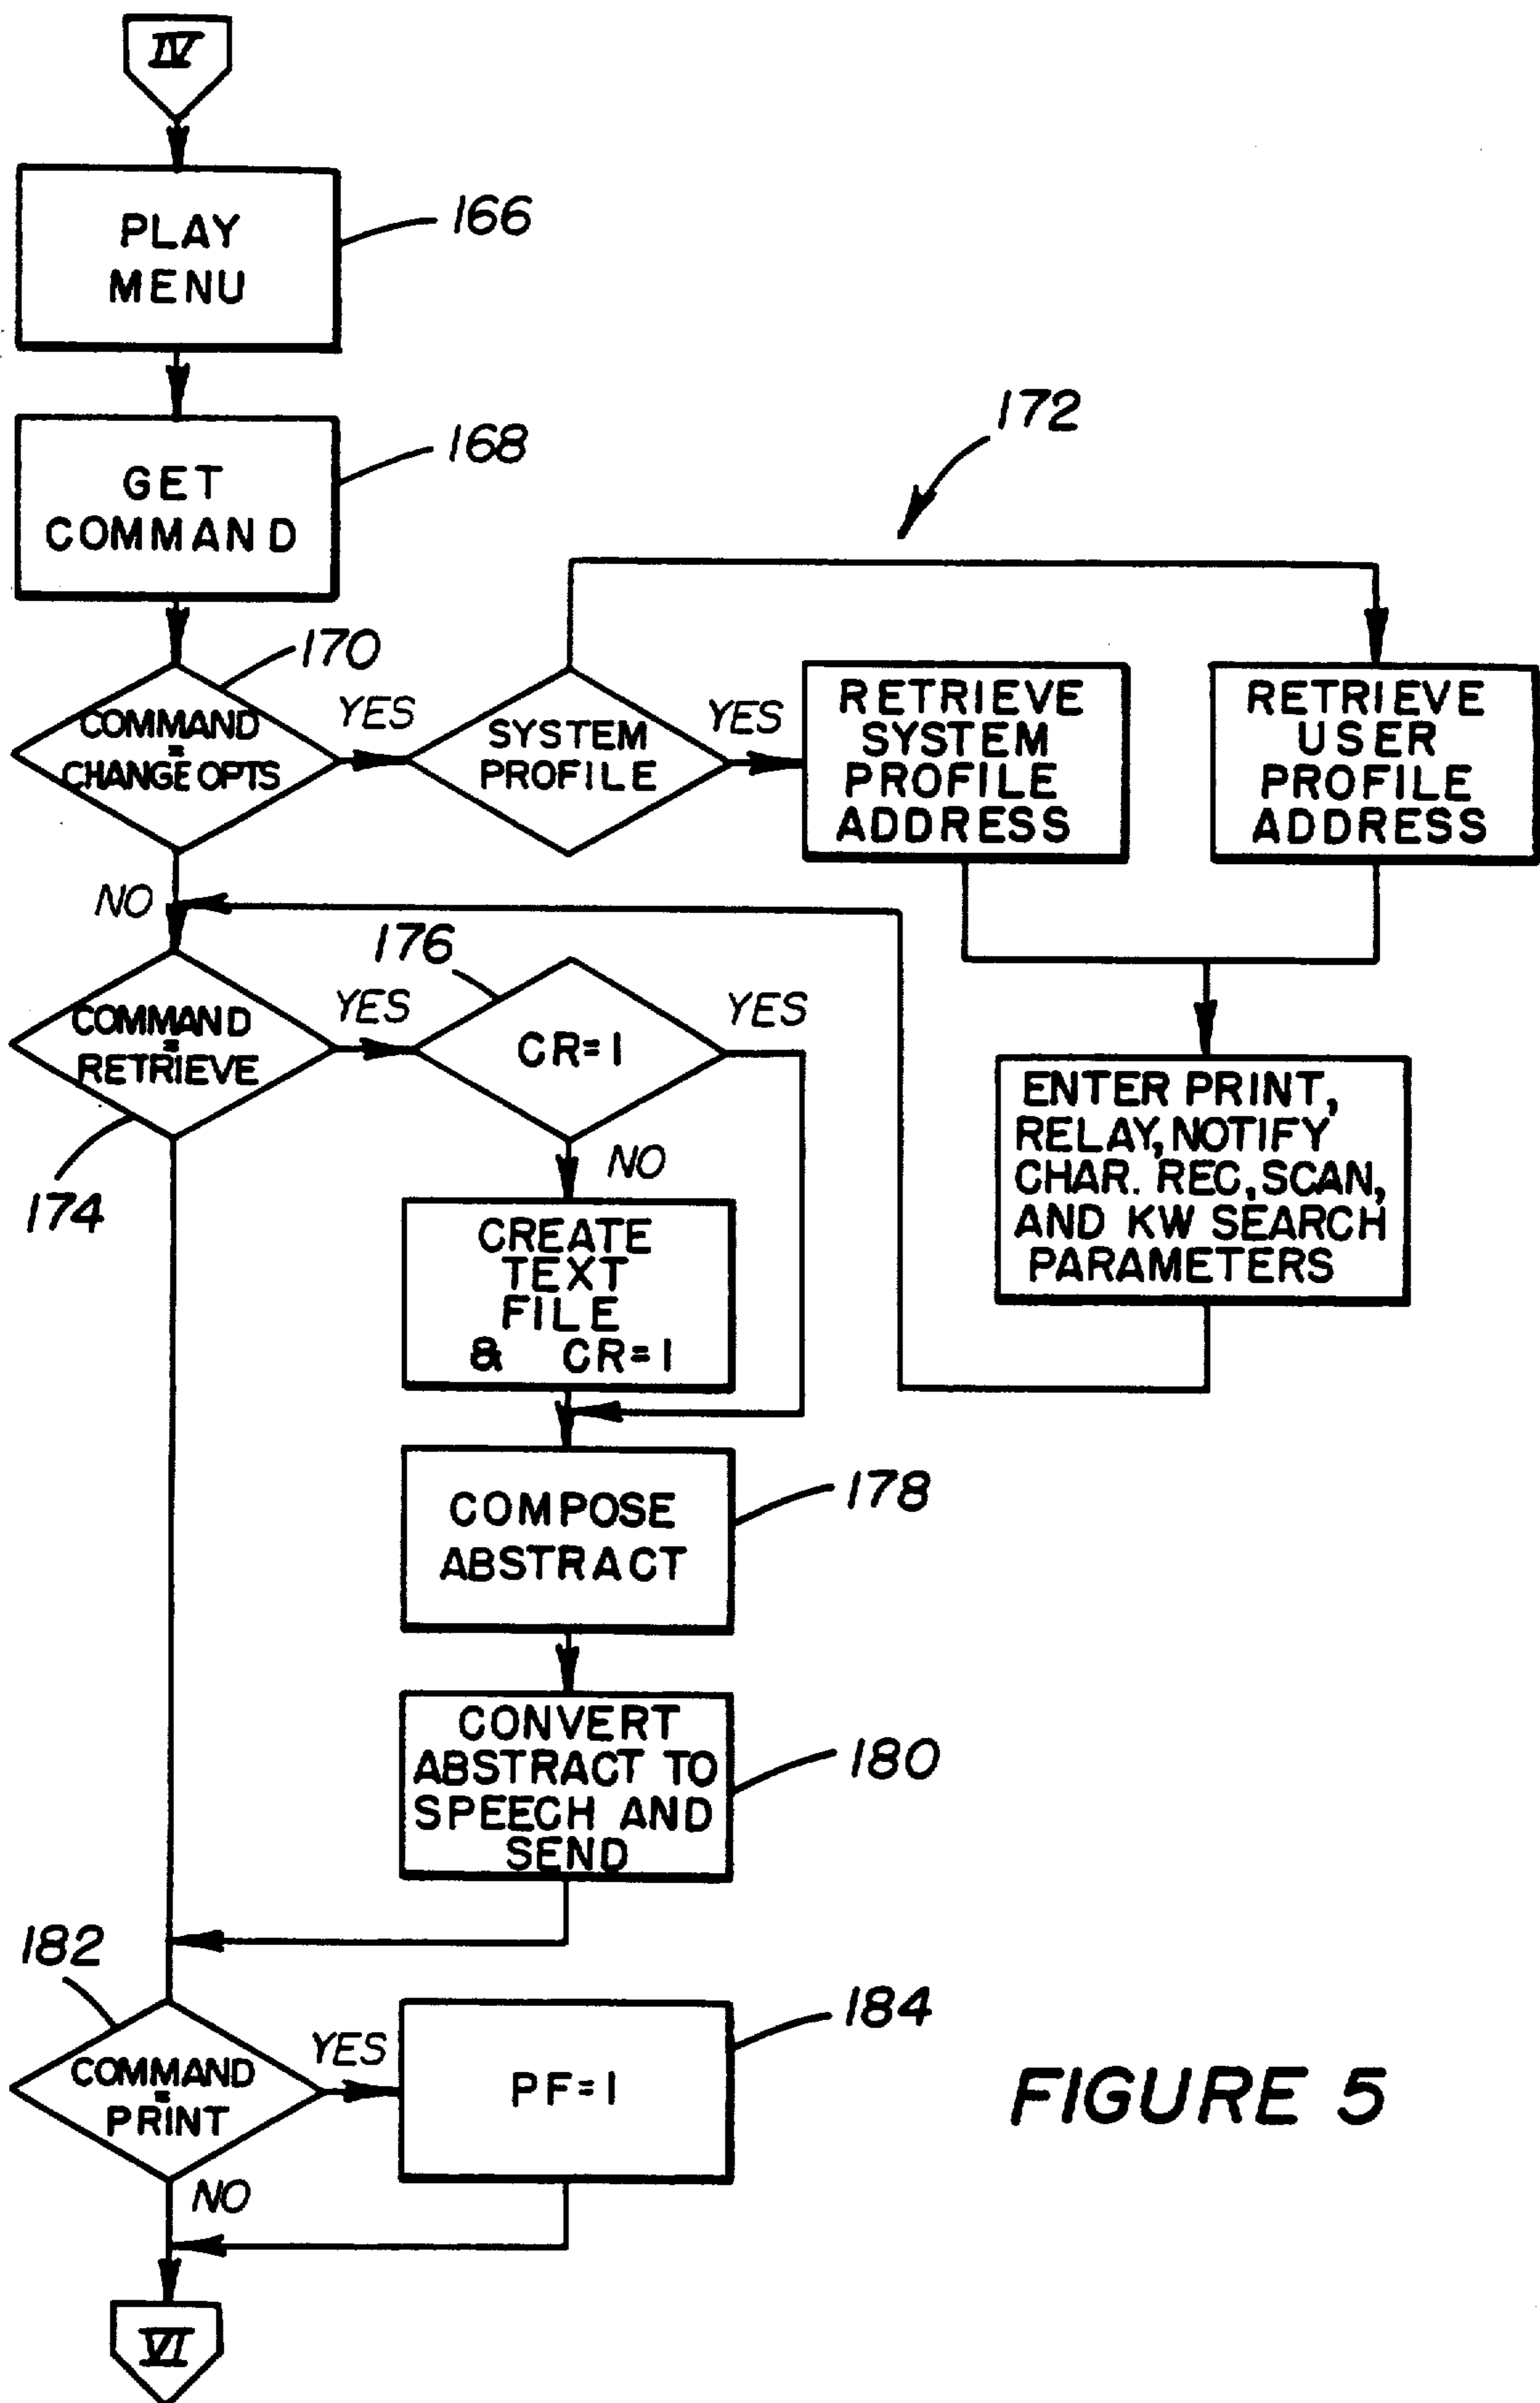 IV
PLAY
MENU
166
GET
COMMAND
168
172
170
COMMAND
=
CHANGE OPTS
YES
SYSTEM
PROFILE
YES
RETRIEVE
SYSTEM
PROFILE
ADDRESS
RETRIEVE
USER
PROFILE
ADDRESS
NO
176
COMMAND
=
RETRIEVE
YES
CR=1
YES
174
NO
ENTER PRINT,
RELAY, NOTIFY
CHAR. REC, SCAN,
AND KW SEARCH
PARAMETERS
CREATE
TEXT
FILE
& CR=1
COMPOSE
ABSTRACT
178
CONVERT
ABSTRACT TO
SPEECH AND
SEND
180
182
COMMAND
=
PRINT
YES
PF=1
184
NO
VI
FIGURE 5